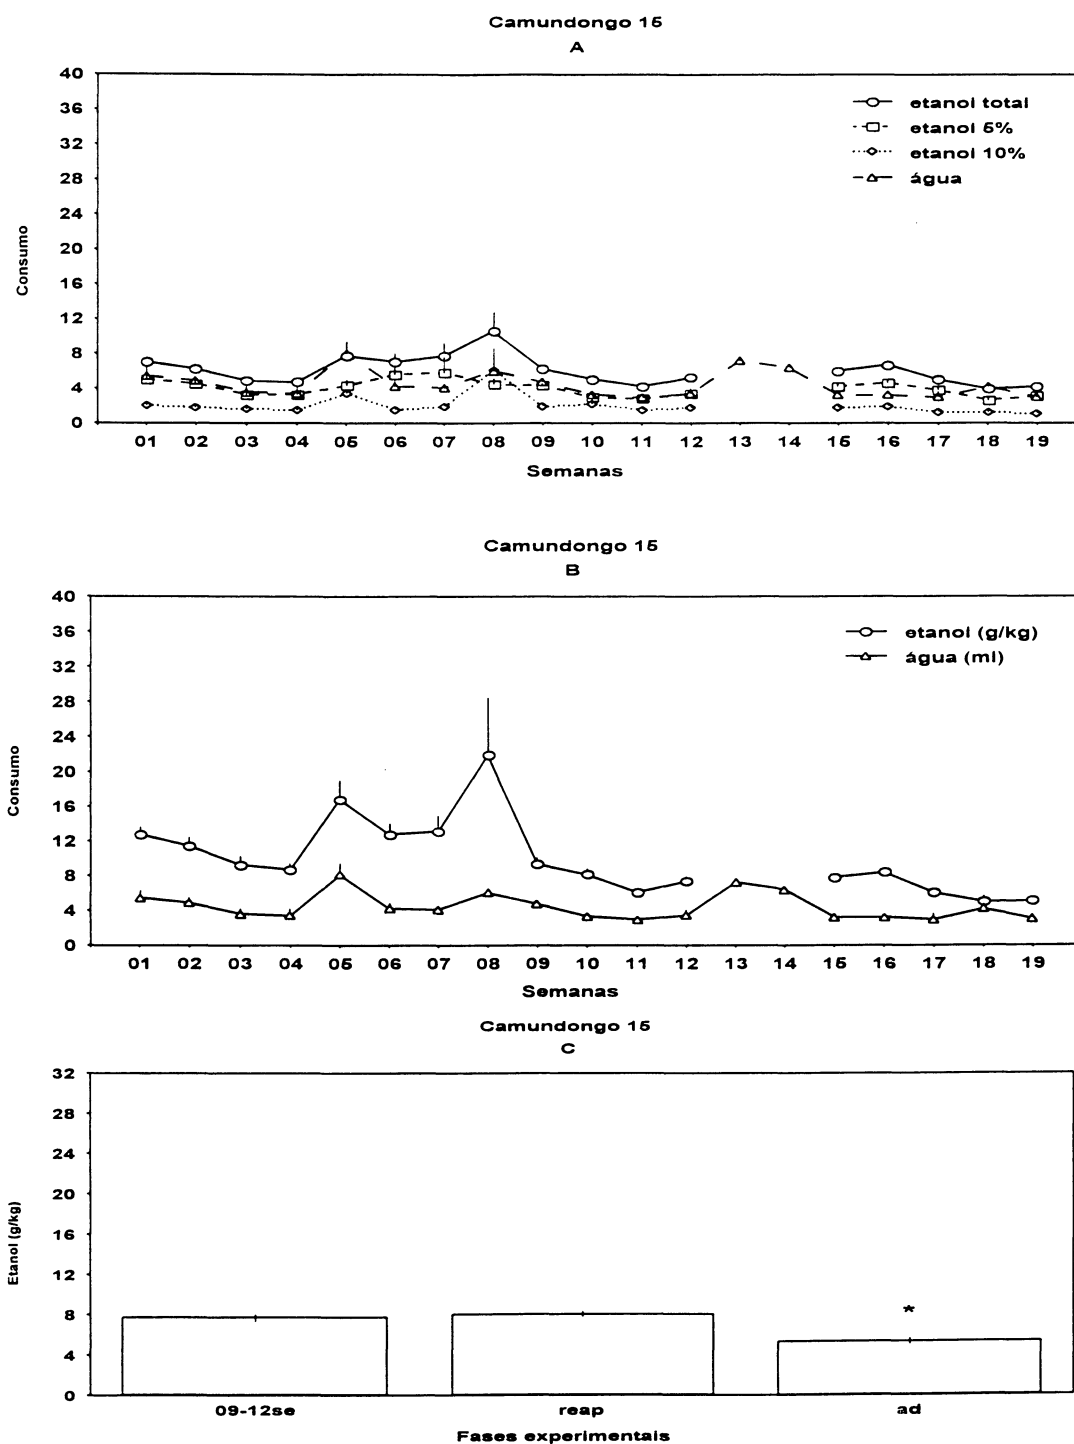 Camundongo 15
A
40
36
32
28
24
20
16
12
8
4
0
Consumo
etanol total
etanol 5%
etanol 10%
água
01 02 03 04 05 06 07 08 09 10 11 12 13 14 15 16 17 18 19
Semanas
Camundongo 15
B
40
36
32
28
24
20
16
12
8
4
0
Consumo
etanol (g/kg)
água (ml)
01 02 03 04 05 06 07 08 09 10 11 12 13 14 15 16 17 18 19
Semanas
Camundongo 15
C
32
28
24
20
16
12
8
4
0
Etanol (g/kg)
*
09-12se reap ad
Fases experimentais